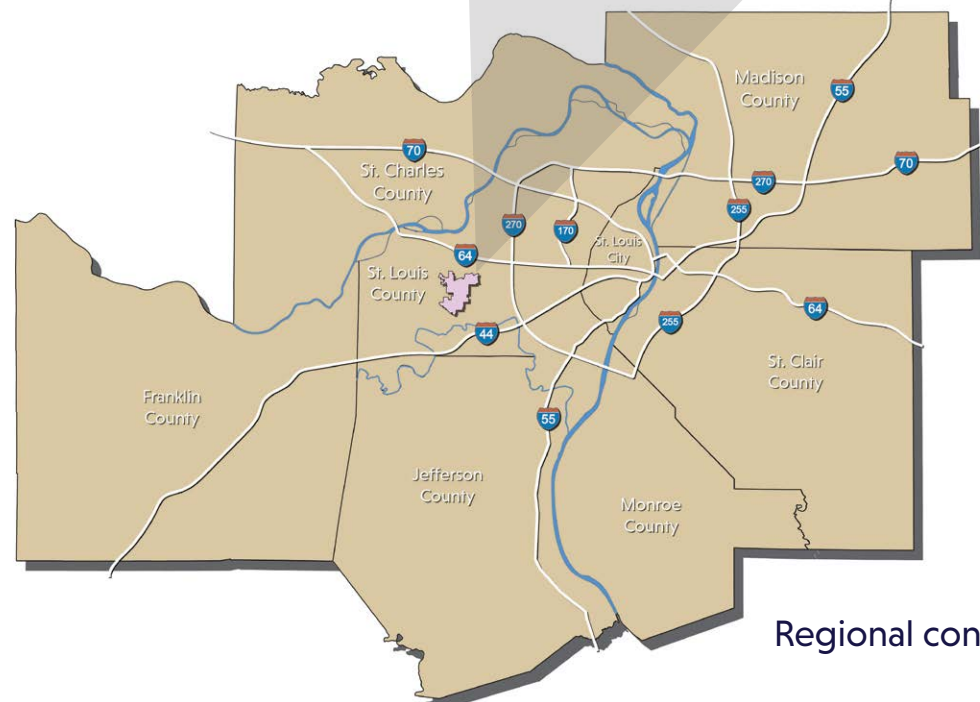 Madison
County
55
70
St. Charles
County
70
270
255
270
170
St. Louis
City
64
St. Louis
County
64
255
44
St. Clair
County
Franklin
County
55
Jefferson
County
Monroe
County
Regional con